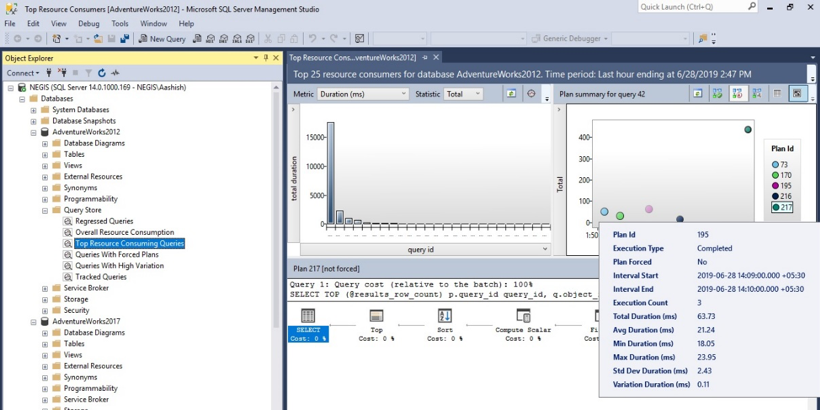 Top Resource Consumers [AdventureWorks2012] - Microsoft SQL Server Management Studio
Quick Launch (Ctrl+Q)
File Edit View Debug Tools Window Help
New Query
Generic Debugger
Object Explorer
Top Resource Cons...ventureWorks2012]
Connect
Top 25 resource consumers for database AdventureWorks2012. Time period: Last hour ending at 6/28/2019 2:47 PM
NEGIS (SQL Server 14.0.1000.169 - NEGIS\Aashish)
Databases
System Databases
Database Snapshots
AdventureWorks2012
Database Diagrams
Tables
Views
External Resources
Synonyms
Programmability
Query Store
Regressed Queries
Overall Resource Consumption
Top Resource Consuming Queries
Queries With Forced Plans
Queries With High Variation
Tracked Queries
Service Broker
Storage
Security
AdventureWorks2017
Database Diagrams
Tables
Views
External Resources
Synonyms
Programmability
Service Broker
Storage
Metric Duration (ms) Statistic Total
15000
10000
5000
0
total duration
query id
Plan summary for query 42
400
300
200
100
0
Total
1:50
Plan Id
73
170
195
216
217
Plan 217 [not forced]
Query 1: Query cost (relative to the batch): 100%
SELECT TOP (@results_row_count) p.query_id query_id, q.object_
SELECT
Cost: 0 %
Top
Cost: 0 %
Sort
Cost: 0 %
Compute Scalar
Cost: 0 %
Fi
Cost:
Plan Id 195
Execution Type Completed
Plan Forced No
Interval Start 2019-06-28 14:09:00.000 +05:30
Interval End 2019-06-28 14:10:00.000 +05:30
Execution Count 3
Total Duration (ms) 63.73
Avg Duration (ms) 21.24
Min Duration (ms) 18.05
Max Duration (ms) 23.95
Std Dev Duration (ms) 2.43
Variation Duration (ms) 0.11